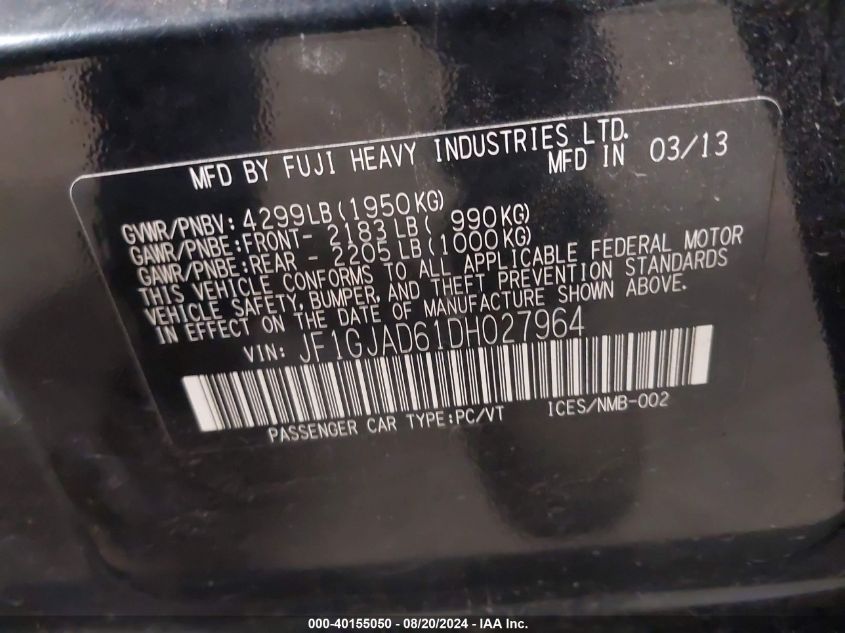 MFD BY FUJI HEAVY INDUSTRIES LTD.
MFD IN 03/13
GVWR/PNBV: 4299LB(1950KG)
GAWR/PNBE:FRONT- 2183LB( 990KG)
GAWR/PNBE:REAR - 2205LB(1000KG)
THIS VEHICLE CONFORMS TO ALL APPLICABLE FEDERAL MOTOR
VEHICLE SAFETY, BUMPER, AND THEFT PREVENTION STANDARDS
IN EFFECT ON THE DATE OF MANUFACTURE SHOWN ABOVE.
VIN: JF1GJAD61DH027964
PASSENGER CAR TYPE:PC/VT ICES/NMB-002
000-40155050 - 08/20/2024 - IAA Inc.